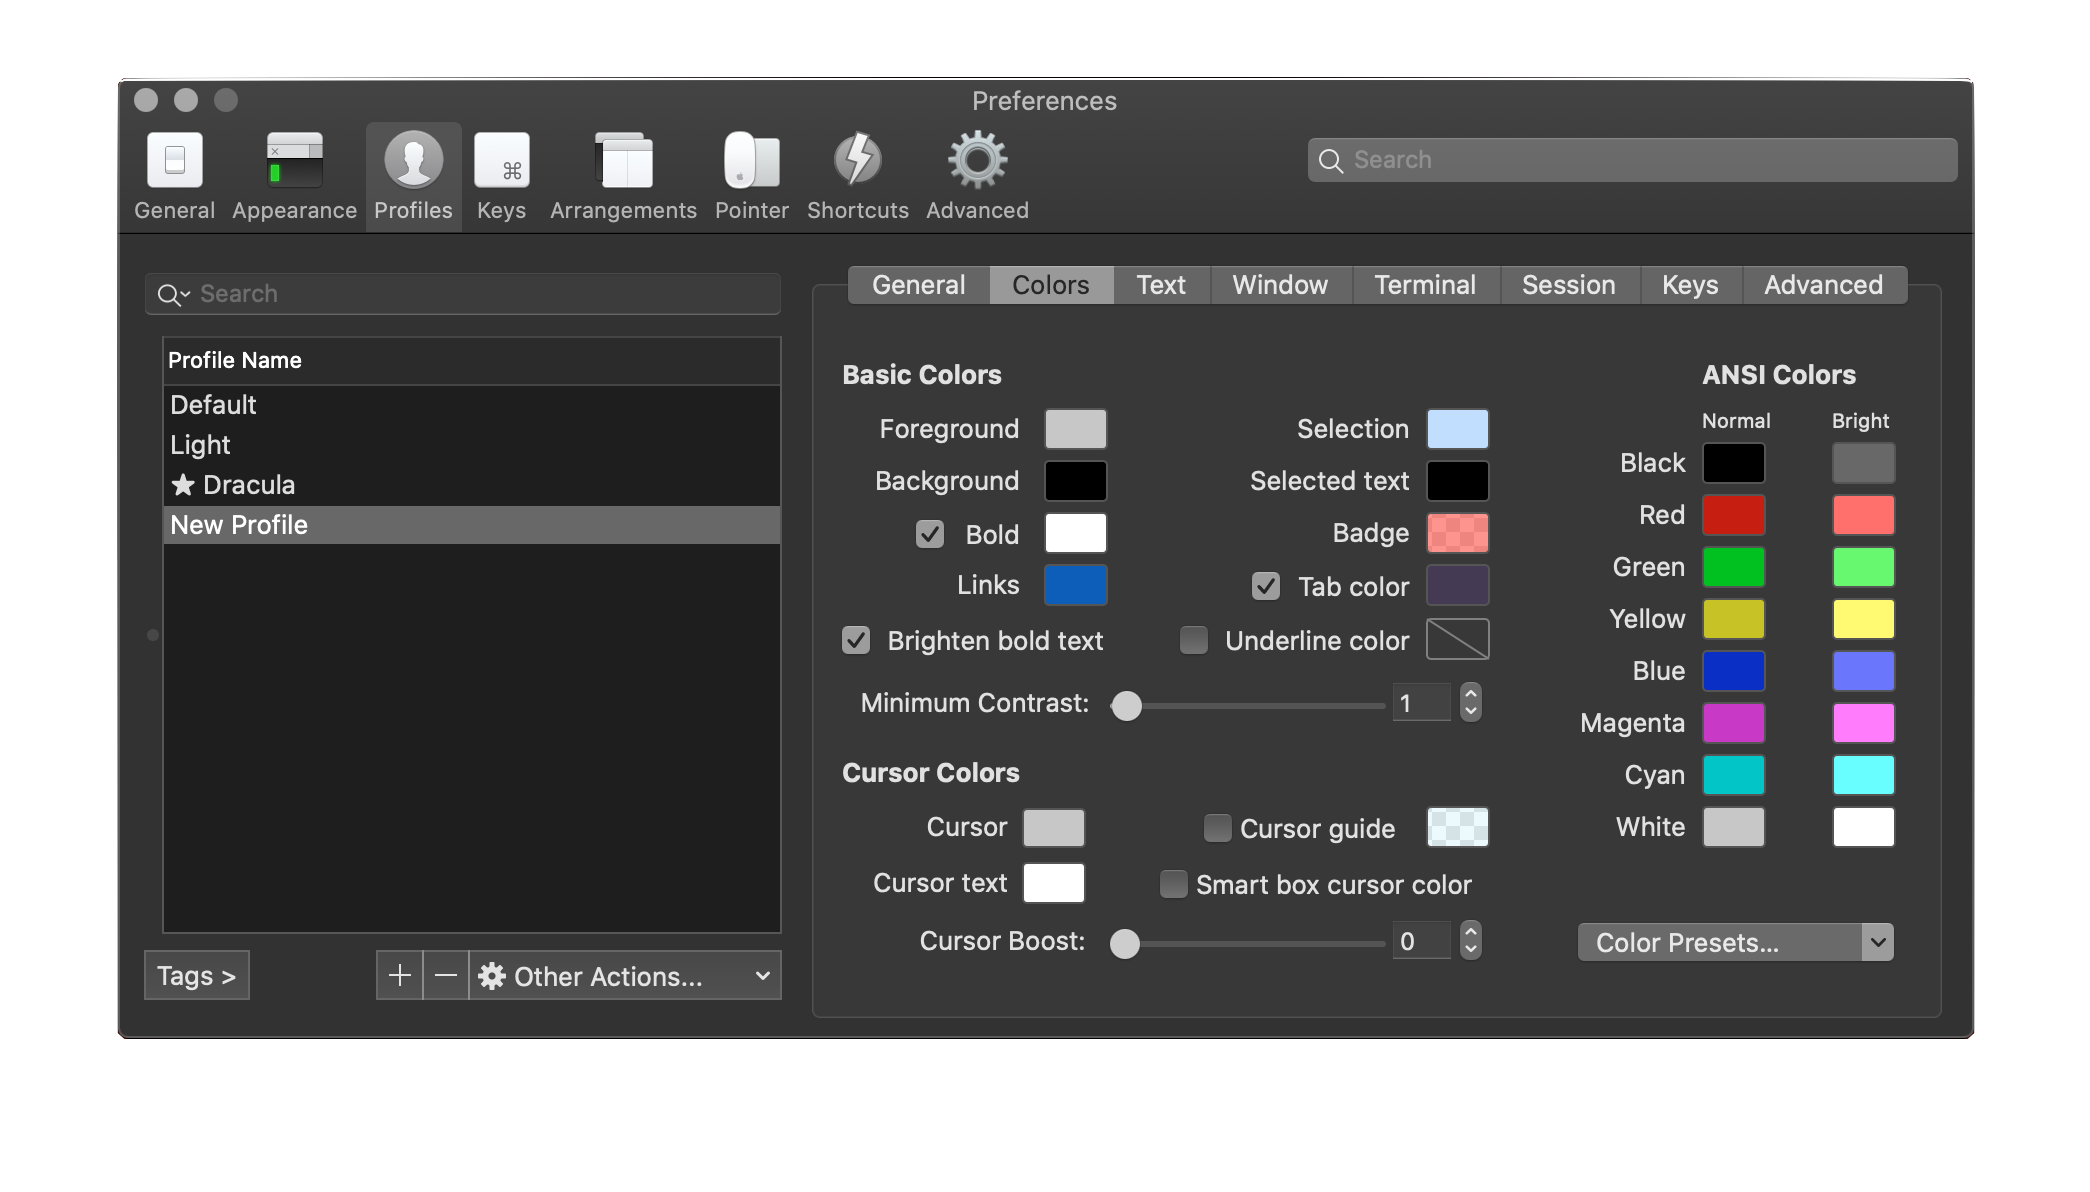 Preferences
General Appearance Profiles Keys Arrangements Pointer Shortcuts Advanced
Search
Search
Profile Name
Default
Light
★ Dracula
New Profile
Tags >
+ − Other Actions...
General Colors Text Window Terminal Session Keys Advanced
Basic Colors
Foreground
Background
Bold
Links
Brighten bold text
Selection
Selected text
Badge
Tab color
Underline color
Minimum Contrast: 1
Cursor Colors
Cursor
Cursor text
Cursor guide
Smart box cursor color
Cursor Boost: 0
ANSI Colors
Normal Bright
Black
Red
Green
Yellow
Blue
Magenta
Cyan
White
Color Presets...